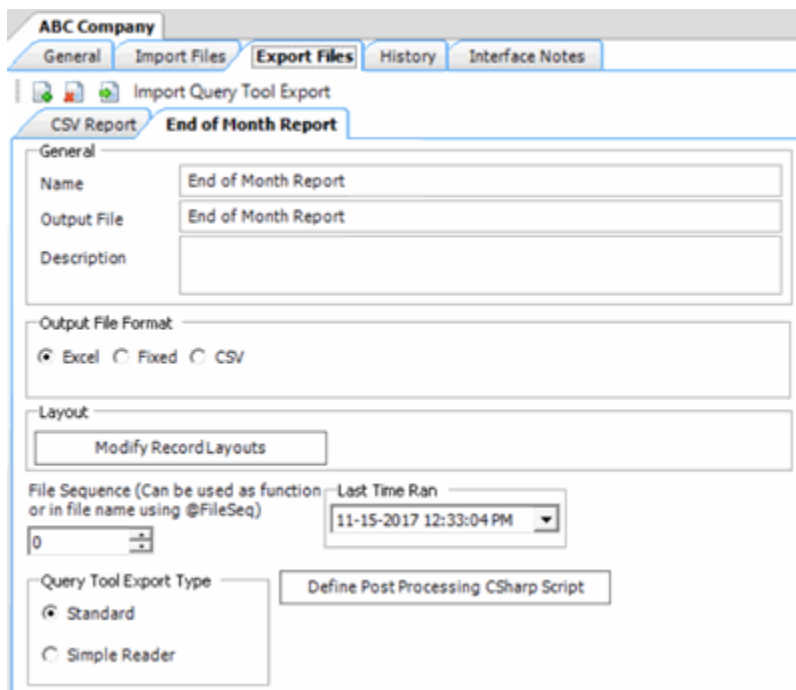 ABC Company
General Import Files Export Files History Interface Notes
Import Query Tool Export
CSV Report End of Month Report
General
Name End of Month Report
Output File End of Month Report
Description
Output File Format
Excel Fixed CSV
Layout
Modify Record Layouts
File Sequence (Can be used as function
or in file name using @FileSeq)
0
Last Time Ran
11-15-2017 12:33:04 PM
Query Tool Export Type
Standard
Simple Reader
Define Post Processing CSharp Script